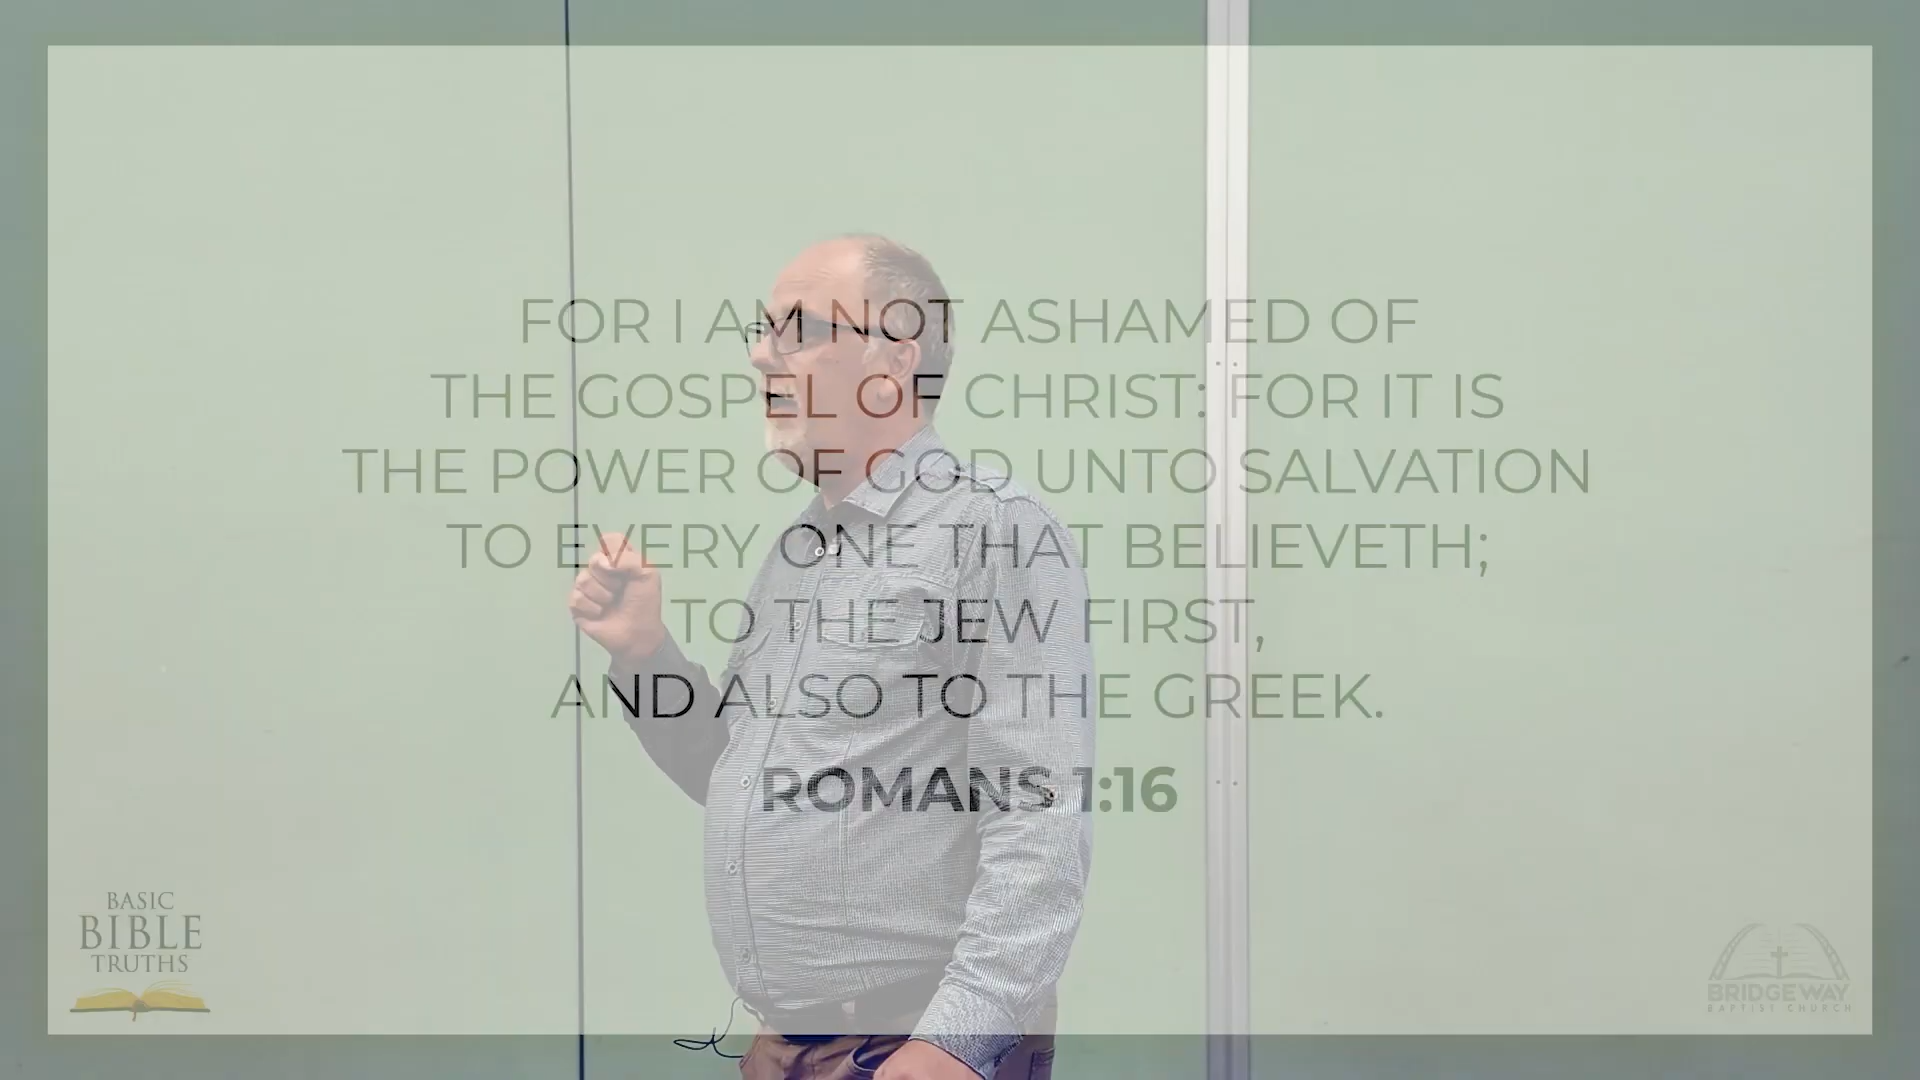 FOR I AM NOT ASHAMED OF
THE GOSPEL OF CHRIST: FOR IT IS
THE POWER OF GOD UNTO SALVATION
TO EVERY ONE THAT BELIEVETH;
TO THE JEW FIRST,
AND ALSO TO THE GREEK.
ROMANS 1:16
BASIC
BIBLE
TRUTHS
BRIDGEWAY
BAPTIST CHURCH